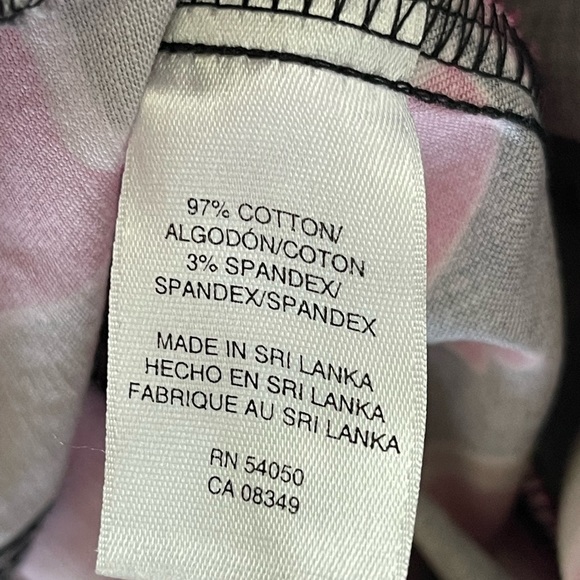 97% COTTON/
ALGODÓN/COTON
3% SPANDEX/
SPANDEX/SPANDEX
MADE IN SRI LANKA
HECHO EN SRI LANKA
FABRIQUE AU SRI LANKA
RN 54050
CA 08349